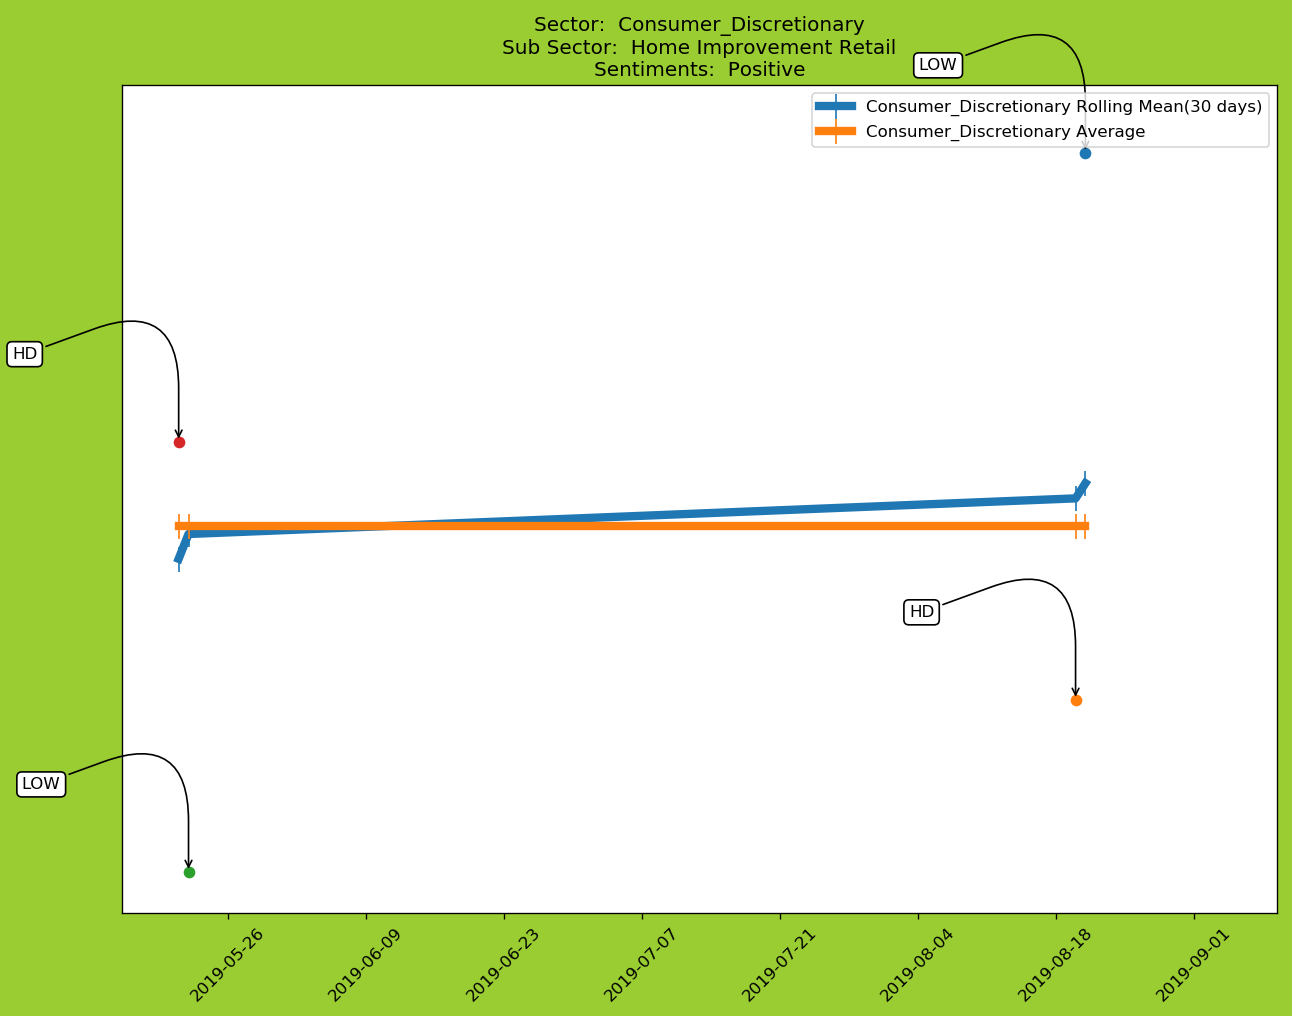 Sector:  Consumer_Discretionary
Sub Sector:  Home Improvement Retail
Sentiments:  Positive
LOW
Consumer_Discretionary Rolling Mean(30 days)
Consumer_Discretionary Average
HD
HD
LOW
2019-05-26
2019-06-09
2019-06-23
2019-07-07
2019-07-21
2019-08-04
2019-08-18
2019-09-01